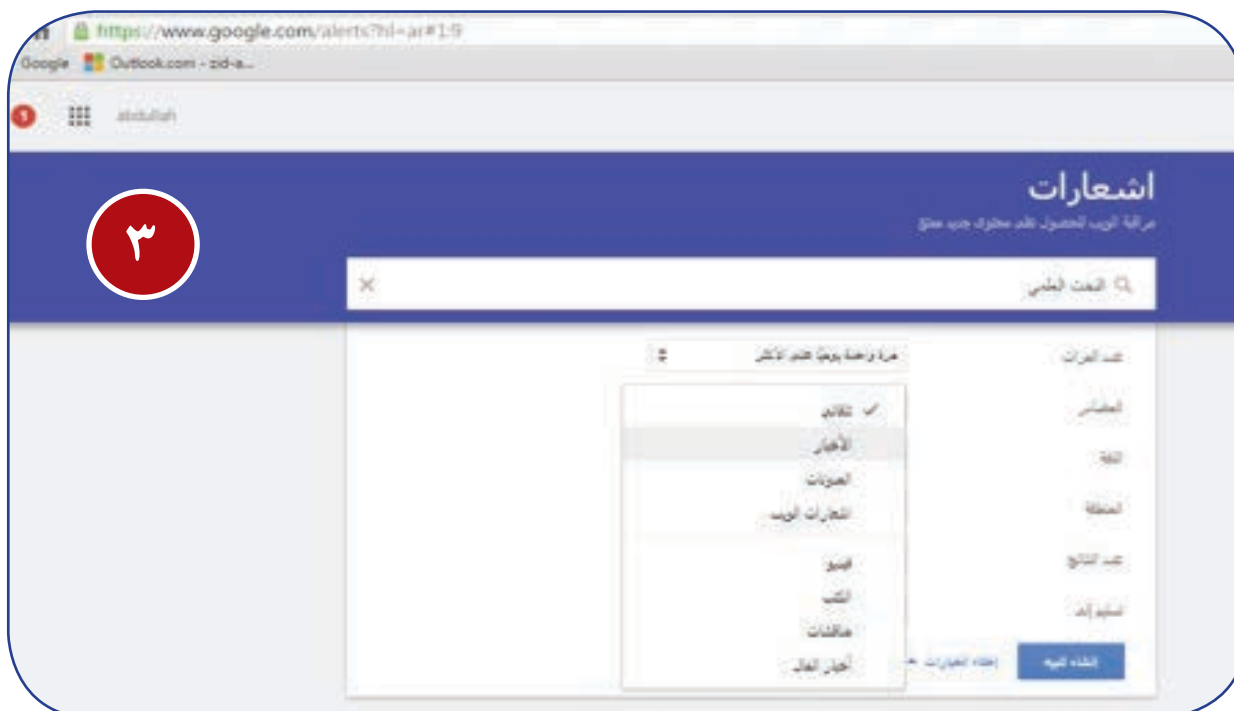 https://www.google.com/alerts?hl=ar#1:9
Google Outlook.com - zid-a...
1 abdullah
اشعارات
مراقبة الويب للحصول على محتوى جديد ممتع
٣
البحث العلمي
عدد المرات مرة واحدة يوميًا على الأكثر
المصادر
تلقائي
الأخبار
اللغة
المدونات
المنطقة
اشعارات الويب
عدد النتائج
فيديو
الكتب
تسليم إلى
مناقشات
أخبار المال
إنشاء تنبيه إخفاء الخيارات